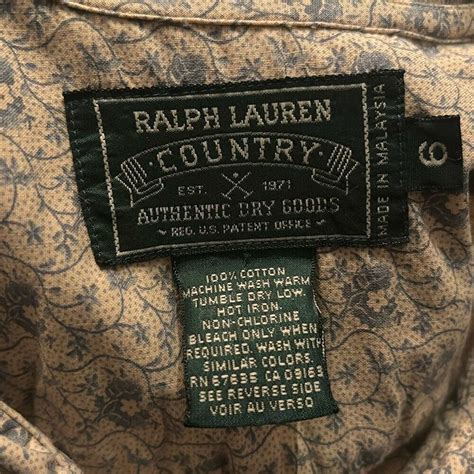 RALPH LAUREN
COUNTRY
EST. 1971
AUTHENTIC DRY GOODS
REG. U.S. PATENT OFFICE
MADE IN MALAYSIA
6
100% COTTON
MACHINE WASH WARM
TUMBLE DRY LOW.
HOT IRON.
NON-CHLORINE
BLEACH ONLY WHEN
REQUIRED. WASH WITH
SIMILAR COLORS.
RN 67635 CA 09163
SEE REVERSE SIDE
VOIR AU VERSO